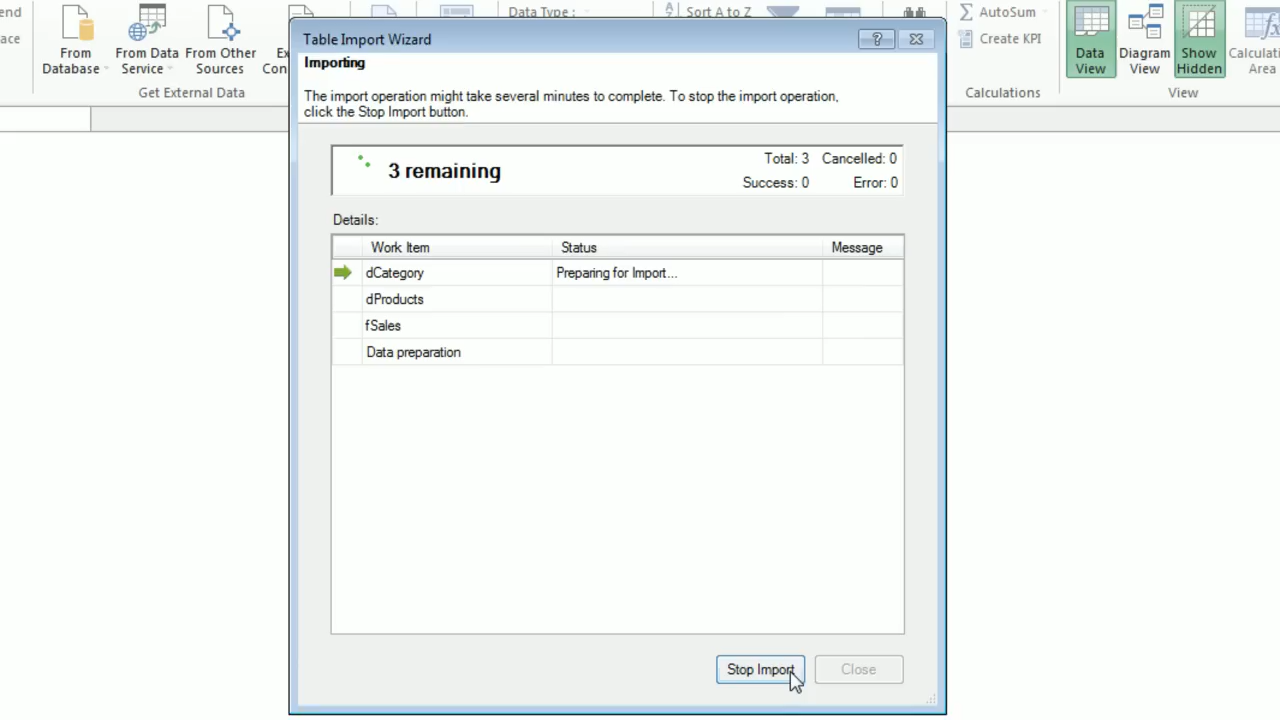 end
ace
From
Database
From Data
Service
From Other
Sources
Ex
Con
Get External Data
Data Type :
Sort A to Z
AutoSum
Create KPI
Calculations
Data
View
Diagram
View
Show
Hidden
Calculati
Area
View
Table Import Wizard
Importing
The import operation might take several minutes to complete. To stop the import operation,
click the Stop Import button.
3 remaining
Total: 3 Cancelled: 0
Success: 0 Error: 0
Details:
Work Item Status Message
dCategory Preparing for Import...
dProducts
fSales
Data preparation
Stop Import Close